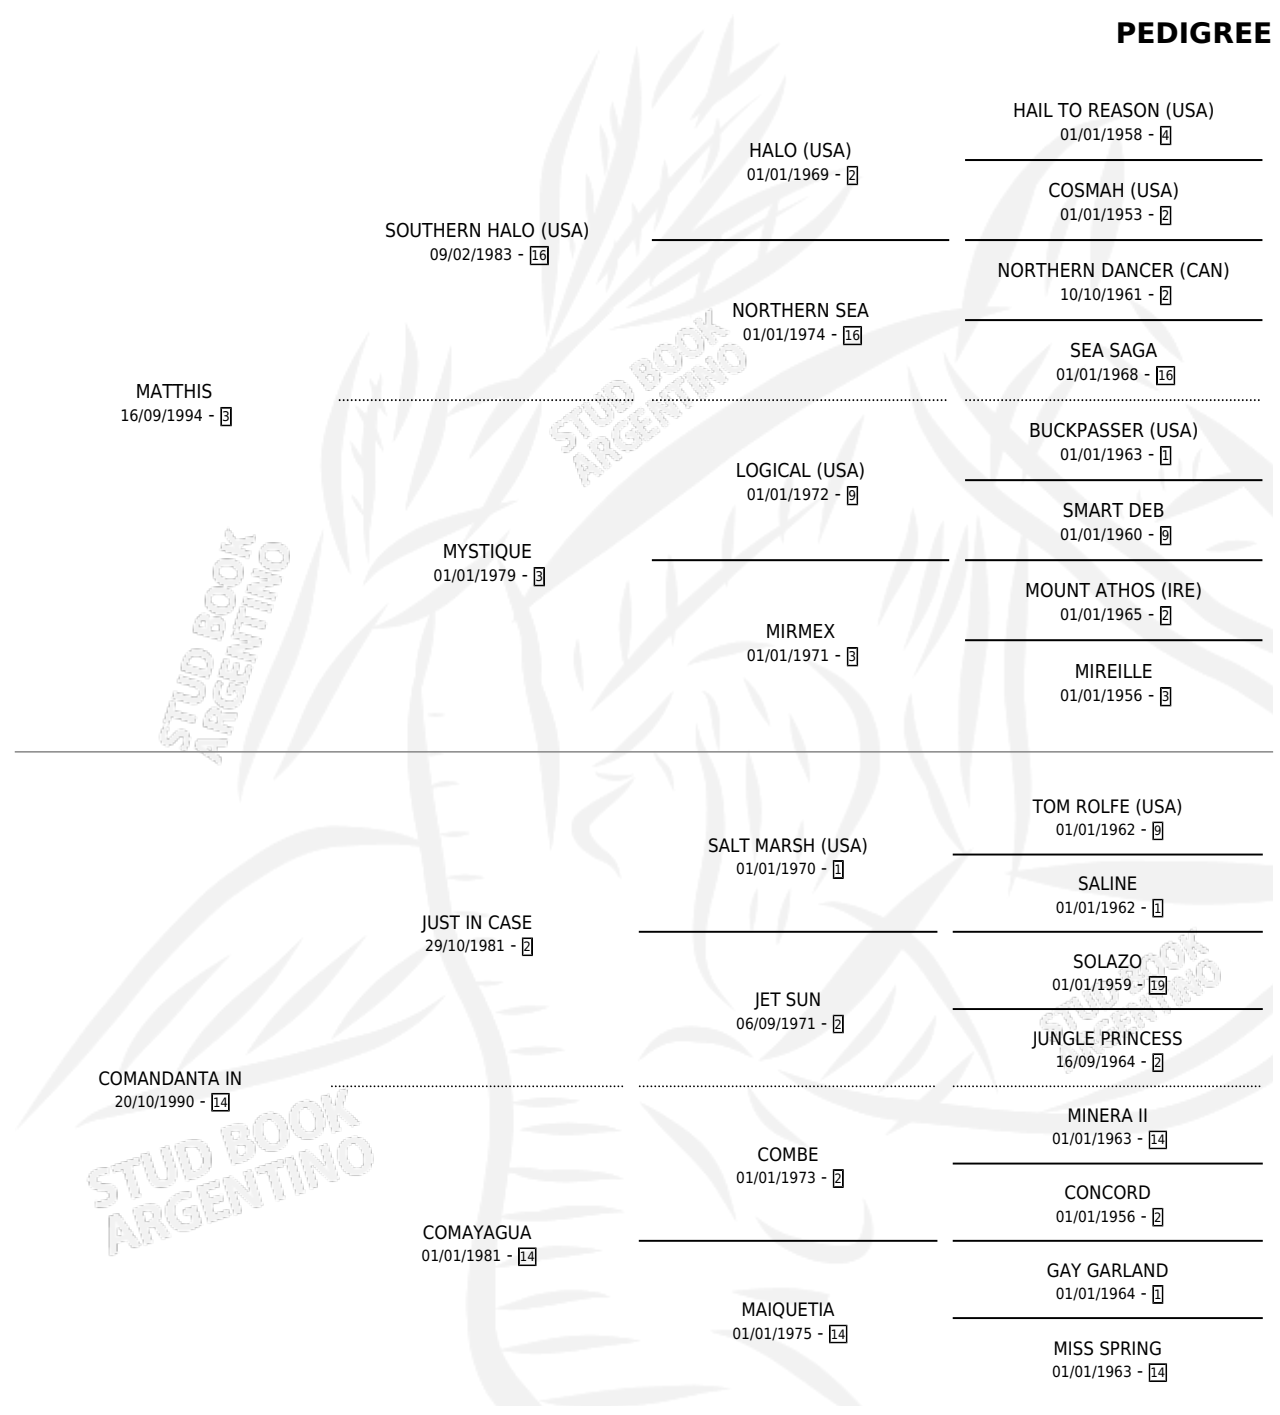 PEDIGREE
HAIL TO REASON (USA)
01/01/1958 - 4
HALO (USA)
01/01/1969 - 2
COSMAH (USA)
01/01/1953 - 2
SOUTHERN HALO (USA)
09/02/1983 - 16
NORTHERN DANCER (CAN)
10/10/1961 - 2
NORTHERN SEA
01/01/1974 - 16
SEA SAGA
01/01/1968 - 16
MATTHIS
16/09/1994 - 3
STUD BOOK
ARGENTINO
BUCKPASSER (USA)
01/01/1963 - 1
LOGICAL (USA)
01/01/1972 - 9
SMART DEB
01/01/1960 - 9
MYSTIQUE
01/01/1979 - 3
MOUNT ATHOS (IRE)
01/01/1965 - 2
MIRMEX
01/01/1971 - 3
MIREILLE
01/01/1956 - 3
STUD BOOK
ARGENTINO
TOM ROLFE (USA)
01/01/1962 - 9
SALT MARSH (USA)
01/01/1970 - 1
SALINE
01/01/1962 - 1
JUST IN CASE
29/10/1981 - 2
SOLAZO
01/01/1959 - 19
JET SUN
06/09/1971 - 2
JUNGLE PRINCESS
16/09/1964 - 2
STUD BOOK
ARGENTINO
COMANDANTA IN
20/10/1990 - 14
MINERA II
01/01/1963 - 14
COMBE
01/01/1973 - 2
CONCORD
01/01/1956 - 2
STUD BOOK
ARGENTINO
COMAYAGUA
01/01/1981 - 14
GAY GARLAND
01/01/1964 - 1
MAIQUETIA
01/01/1975 - 14
MISS SPRING
01/01/1963 - 14